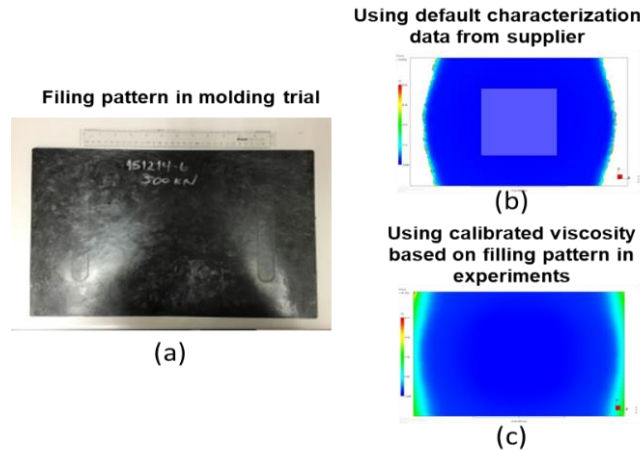 Using default characterization
data from supplier
Filing pattern in molding trial
151214-6
500 KN
(a)
(b)
Using calibrated viscosity
based on filling pattern in
experiments
(c)